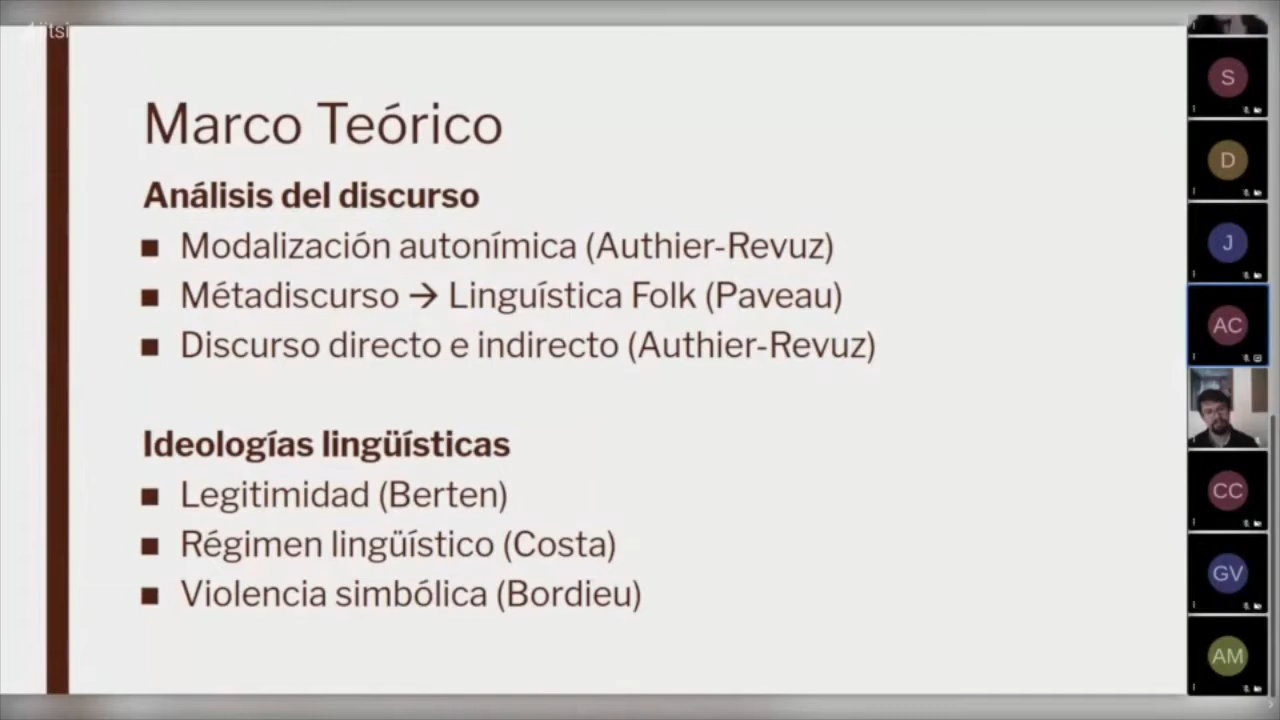 jitsi
Marco Teórico
Análisis del discurso
Modalización autonímica (Authier-Revuz)
Métadiscurso → Linguística Folk (Paveau)
Discurso directo e indirecto (Authier-Revuz)
Ideologías lingüísticas
Legitimidad (Berten)
Régimen lingüístico (Costa)
Violencia simbólica (Bordieu)
S
D
J
AC
CC
GV
AM